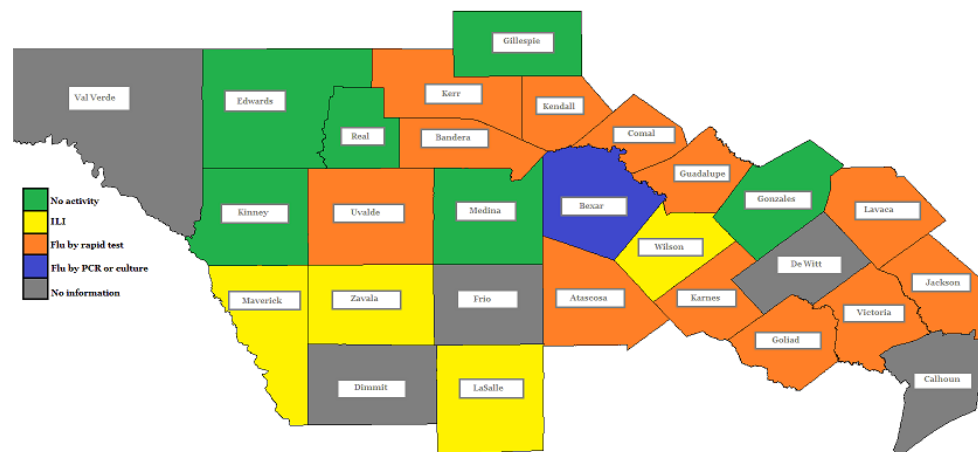 Gillespie
Val Verde
Edwards
Kerr
Kendall
Real
Bandera
Comal
Guadalupe
No activity
ILI
Flu by rapid test
Flu by PCR or culture
No information
Kinney
Uvalde
Medina
Bexar
Gonzales
Lavaca
Wilson
De Witt
Maverick
Zavala
Frio
Atascosa
Karnes
Jackson
Victoria
Goliad
Dimmit
LaSalle
Calhoun